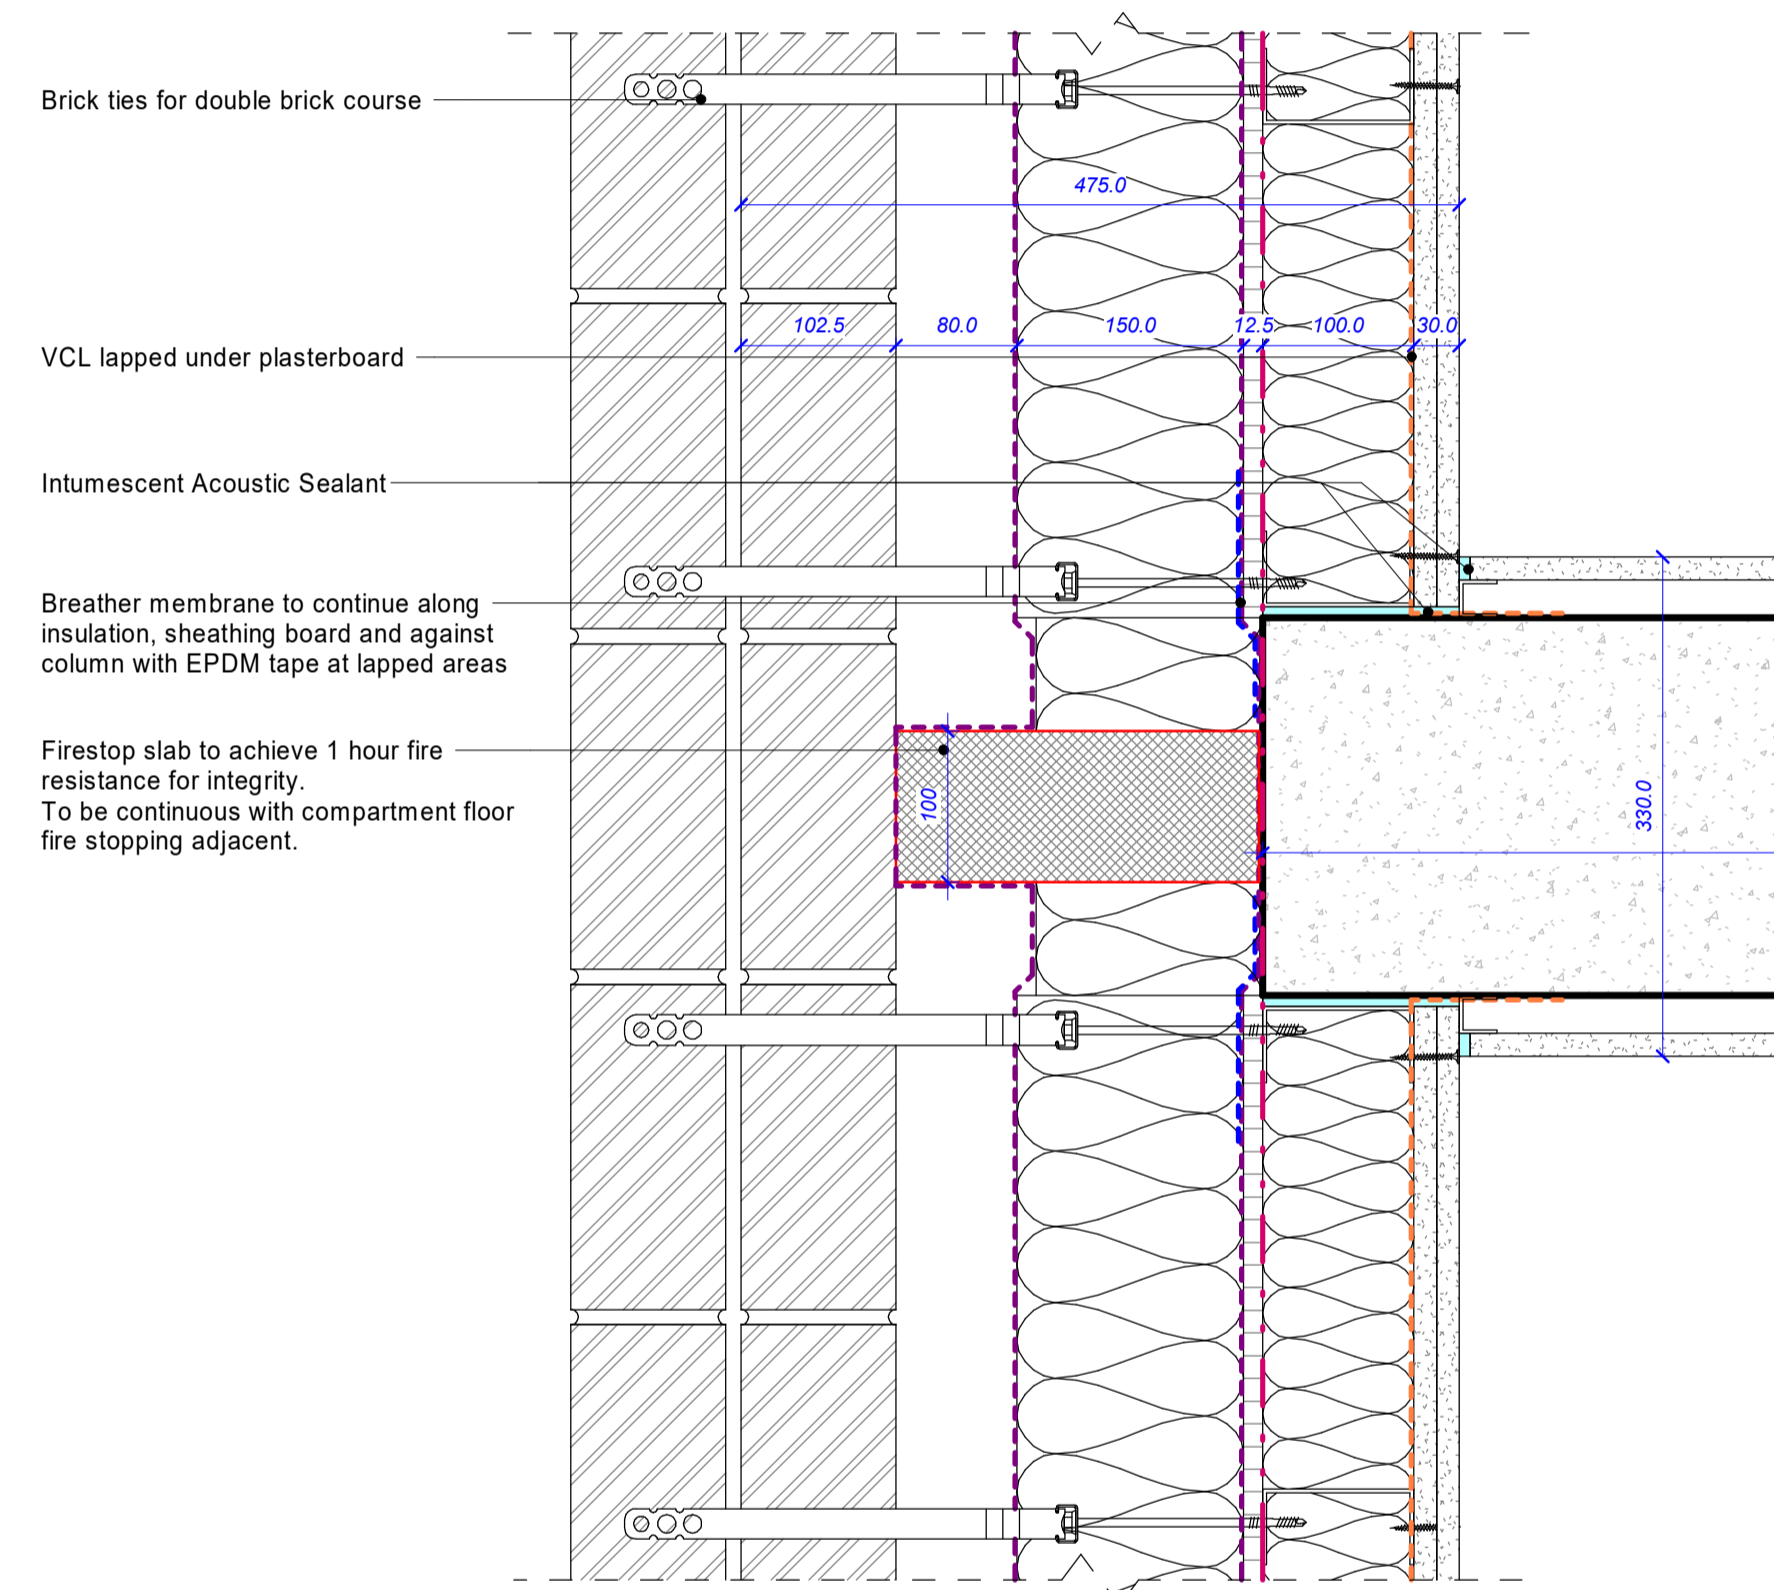 Brick ties for double brick course
475.0
102.5 80.0 150.0 12.5 100.0 30.0
VCL lapped under plasterboard
Intumescent Acoustic Sealant
Breather membrane to continue along
insulation, sheathing board and against
column with EPDM tape at lapped areas
Firestop slab to achieve 1 hour fire
resistance for integrity.
To be continuous with compartment floor
fire stopping adjacent.
100
330.0